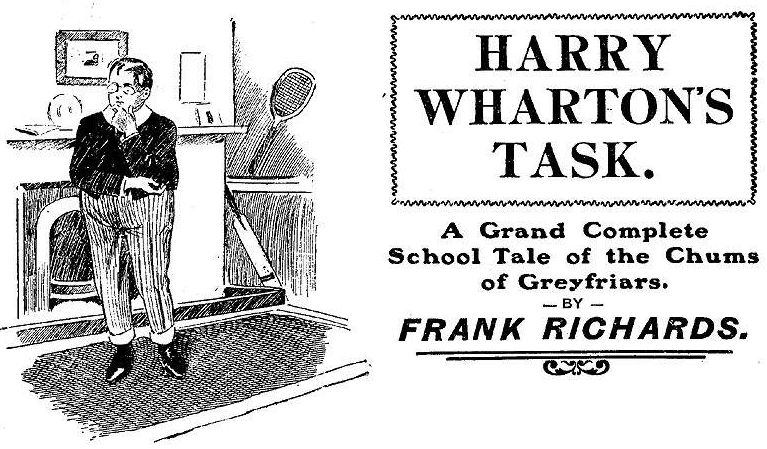 HARRY
WHARTON'S
TASK.
A Grand Complete
School Tale of the Chums
of Greyfriars.
— BY —
FRANK RICHARDS.